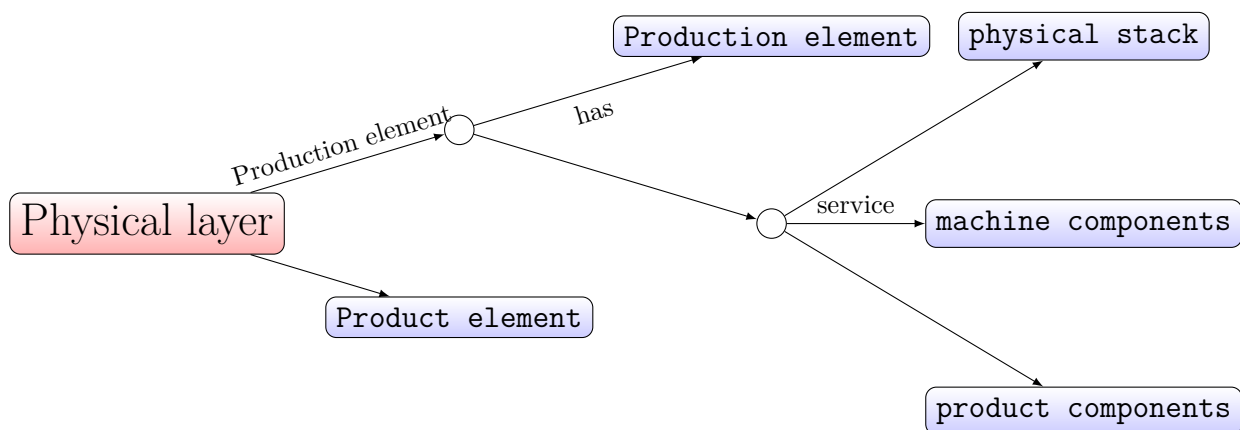 Production element
physical stack
has
Production element
service
Physical layer
machine components
Product element
product components